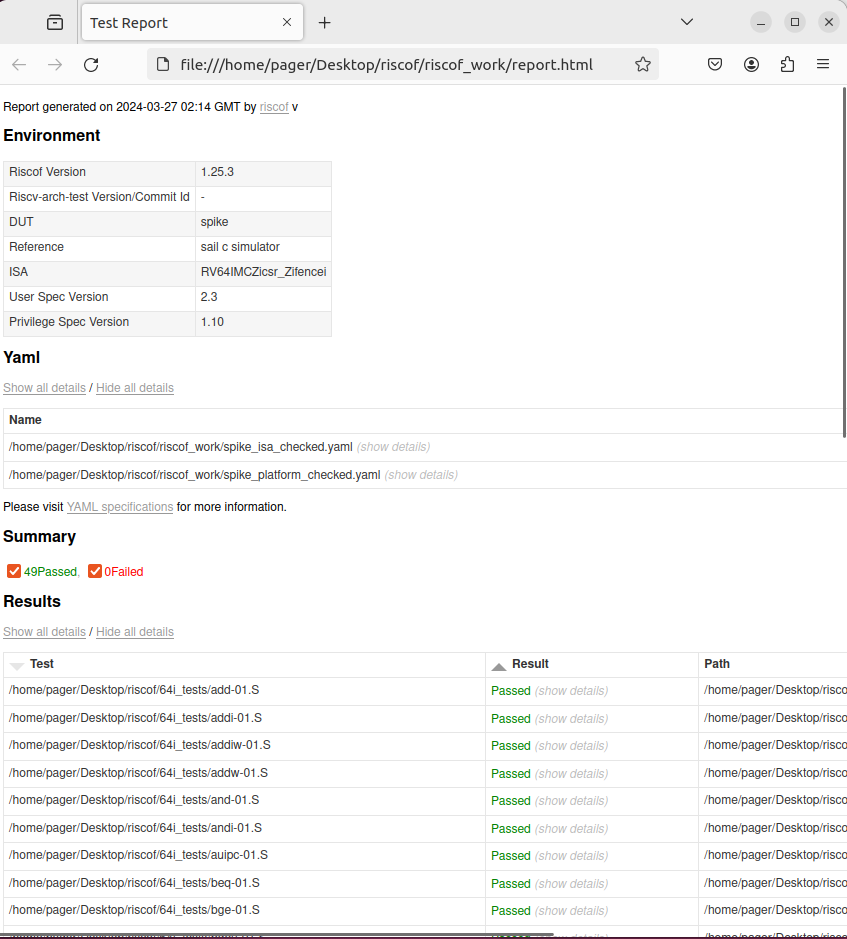 Test Report
file:///home/pager/Desktop/riscof/riscof_work/report.html
Report generated on 2024-03-27 02:14 GMT by riscof v
Environment
Riscof Version 1.25.3
Riscv-arch-test Version/Commit Id -
DUT spike
Reference sail c simulator
ISA RV64IMCZicsr_Zifencei
User Spec Version 2.3
Privilege Spec Version 1.10
Yaml
Show all details / Hide all details
Name
/home/pager/Desktop/riscof/riscof_work/spike_isa_checked.yaml (show details)
/home/pager/Desktop/riscof/riscof_work/spike_platform_checked.yaml (show details)
Please visit YAML specifications for more information.
Summary
49Passed, 0Failed
Results
Show all details / Hide all details
Test Result Path
/home/pager/Desktop/riscof/64i_tests/add-01.S Passed (show details) /home/pager/Desktop/risco
/home/pager/Desktop/riscof/64i_tests/addi-01.S Passed (show details) /home/pager/Desktop/risco
/home/pager/Desktop/riscof/64i_tests/addiw-01.S Passed (show details) /home/pager/Desktop/risco
/home/pager/Desktop/riscof/64i_tests/addw-01.S Passed (show details) /home/pager/Desktop/risco
/home/pager/Desktop/riscof/64i_tests/and-01.S Passed (show details) /home/pager/Desktop/risco
/home/pager/Desktop/riscof/64i_tests/andi-01.S Passed (show details) /home/pager/Desktop/risco
/home/pager/Desktop/riscof/64i_tests/auipc-01.S Passed (show details) /home/pager/Desktop/risco
/home/pager/Desktop/riscof/64i_tests/beq-01.S Passed (show details) /home/pager/Desktop/risco
/home/pager/Desktop/riscof/64i_tests/bge-01.S Passed (show details) /home/pager/Desktop/risco